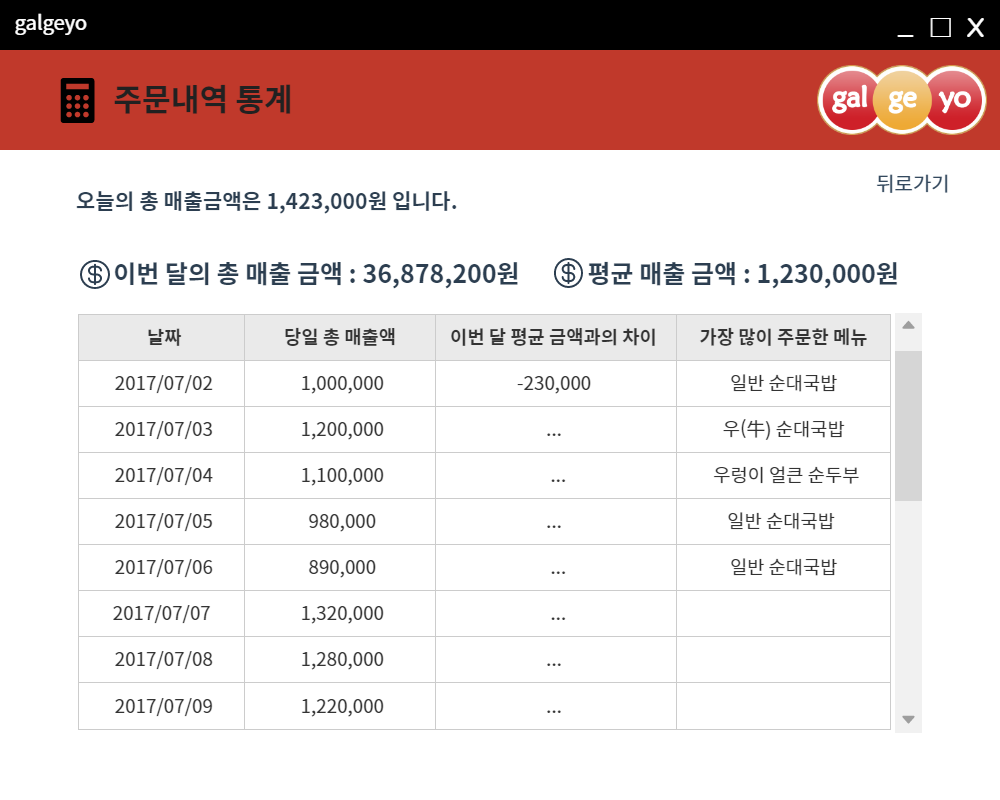 galgeyo
주문내역 통계
gal ge yo
뒤로가기
오늘의 총 매출금액은 1,423,000원 입니다.
이번 달의 총 매출 금액 : 36,878,200원 평균 매출 금액 : 1,230,000원
날짜 당일 총 매출액 이번 달 평균 금액과의 차이 가장 많이 주문한 메뉴
2017/07/02 1,000,000 -230,000 일반 순대국밥
2017/07/03 1,200,000 ... 우(牛) 순대국밥
2017/07/04 1,100,000 ... 우렁이 얼큰 순두부
2017/07/05 980,000 ... 일반 순대국밥
2017/07/06 890,000 ... 일반 순대국밥
2017/07/07 1,320,000 ...
2017/07/08 1,280,000 ...
2017/07/09 1,220,000 ...